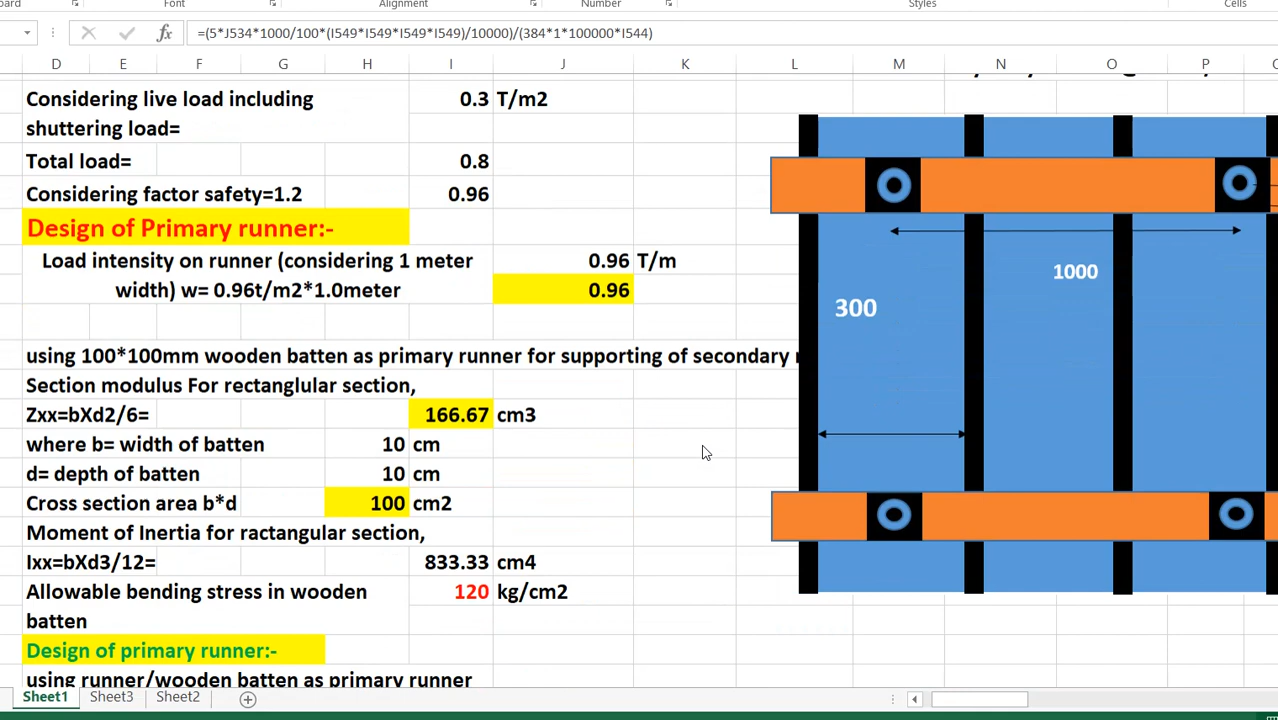 Font Alignment Number Styles Cells
=(5*J534*1000/100*(I549*I549*I549*I549)/10000)/(384*1*100000*I544)
D E F G H I J K L M N O P
Considering live load including 0.3 T/m2
shuttering load=
Total load= 0.8
Considering factor safety=1.2 0.96
Design of Primary runner:-
Load intensity on runner (considering 1 meter 0.96 T/m
width) w= 0.96t/m2*1.0meter 0.96
using 100*100mm wooden batten as primary runner for supporting of secondary
Section modulus For rectanglular section,
Zxx=bXd2/6= 166.67 cm3
where b= width of batten 10 cm
d= depth of batten 10 cm
Cross section area b*d 100 cm2
Moment of Inertia for ractangular section,
Ixx=bXd3/12= 833.33 cm4
Allowable bending stress in wooden 120 kg/cm2
batten
Design of primary runner:-
using runner/wooden batten as primary runner
1000
300
Sheet1 Sheet3 Sheet2